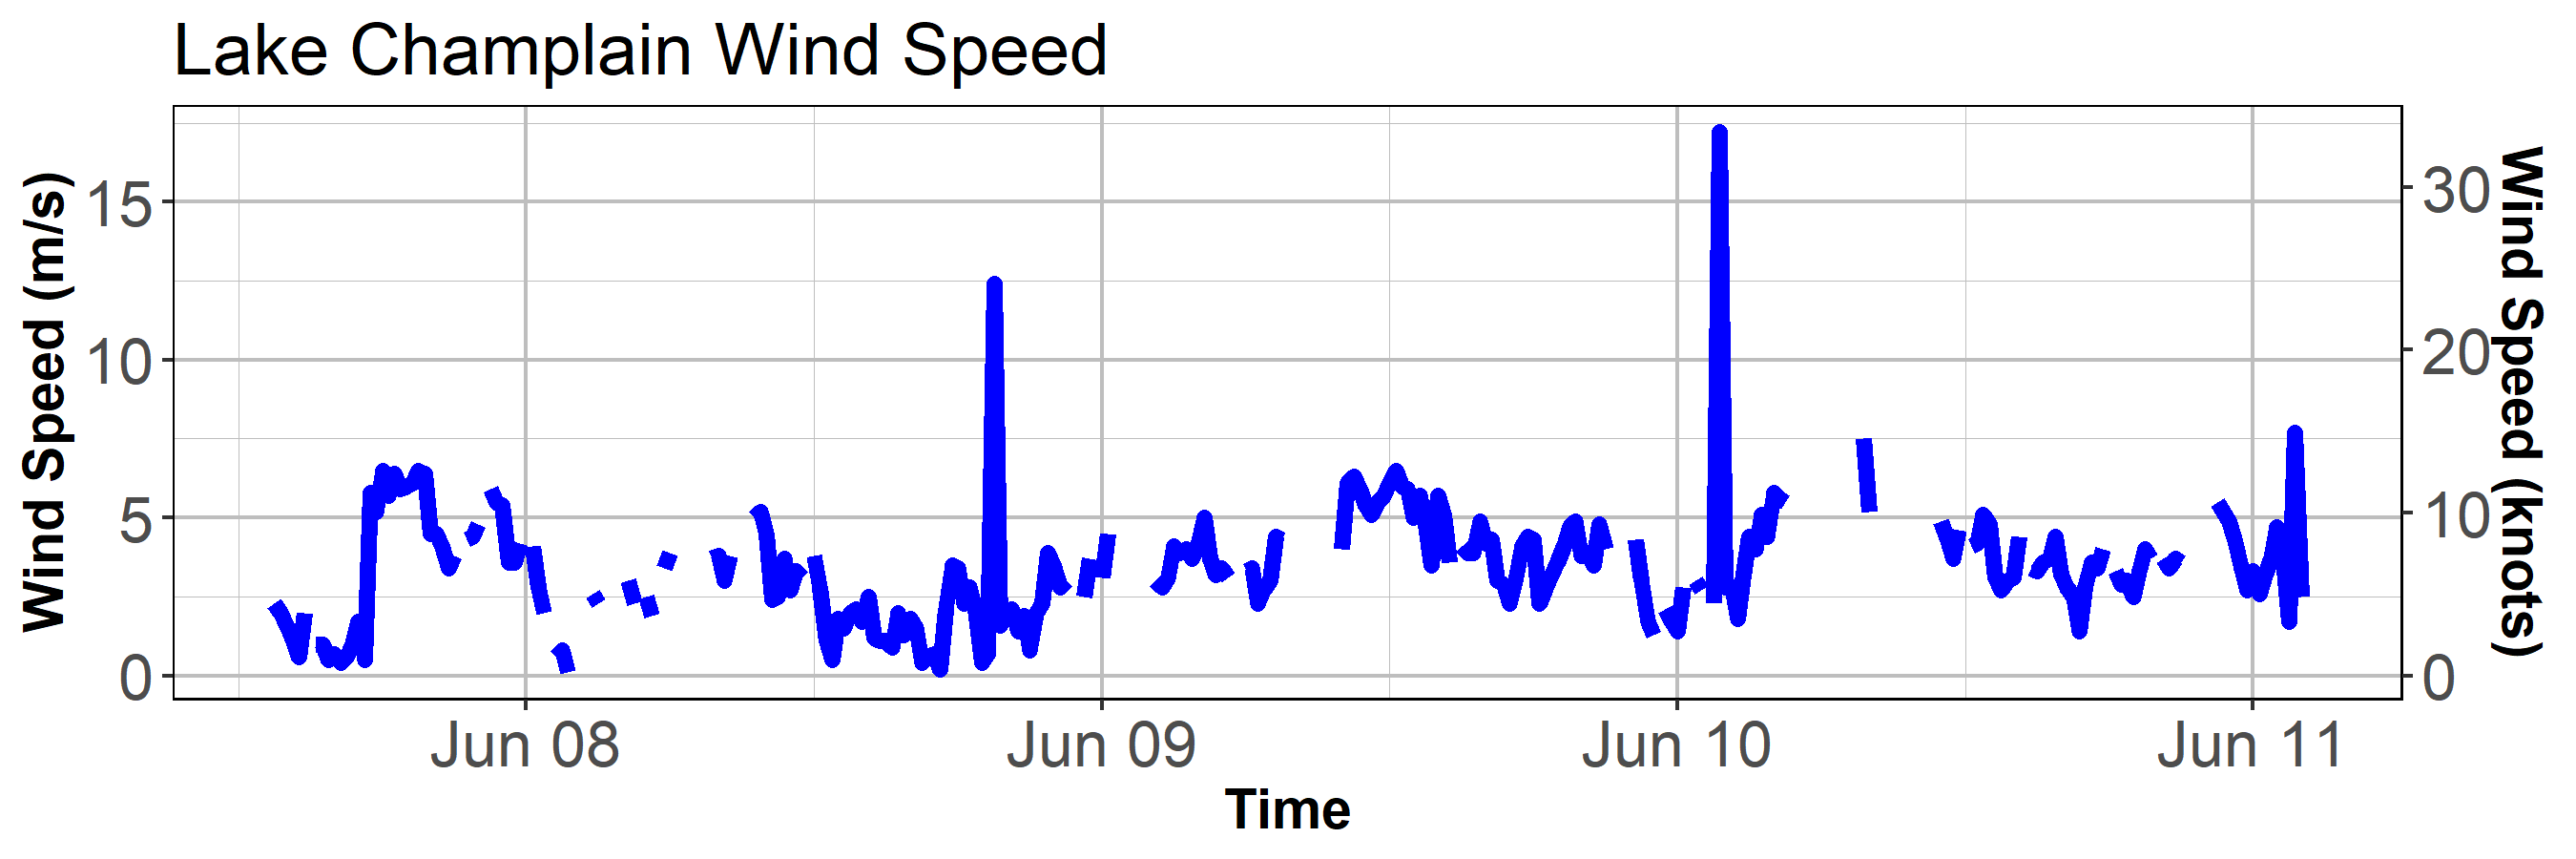 Lake Champlain Wind Speed
Wind Speed (m/s)
15
10
5
0
30
20
10
0
Wind Speed (knots)
Jun 08
Jun 09
Jun 10
Jun 11
Time